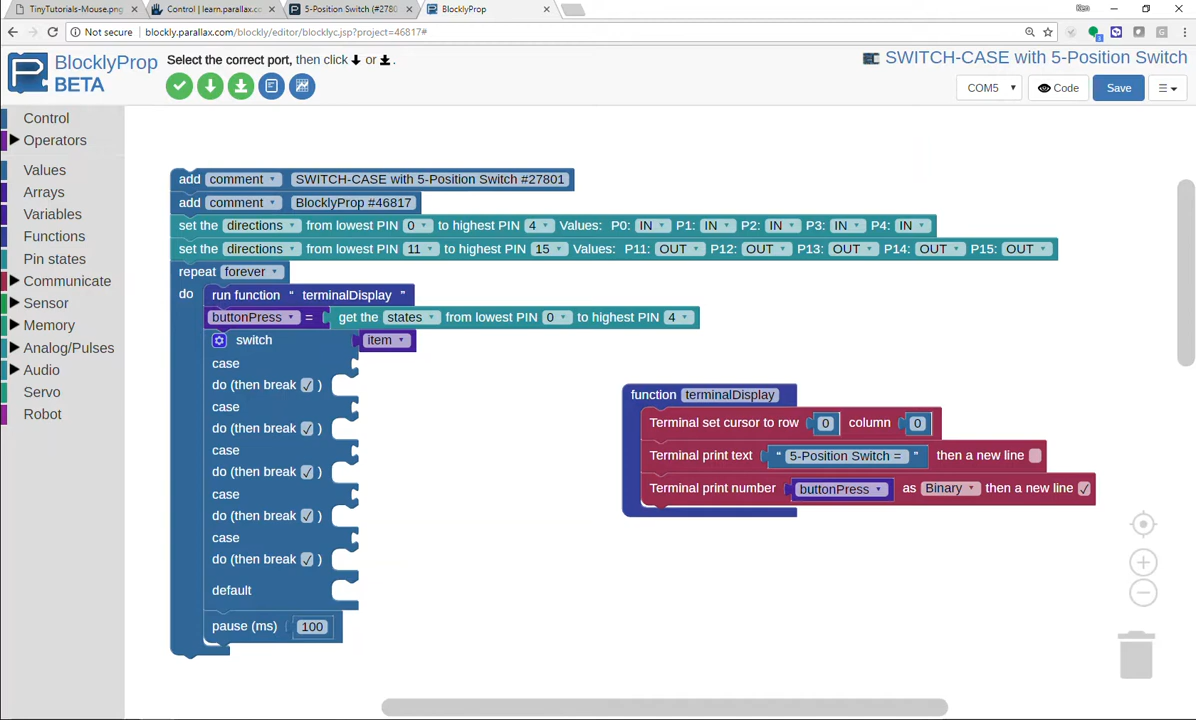 TinyTutorials-Mouse.png
Control | learn.parallax.co
5-Position Switch (#2780
BlocklyProp
Ken
Not secure | blockly.parallax.com/blockly/editor/blocklyc.jsp?project=46817#
BlocklyProp
BETA
Select the correct port, then click or .
SWITCH-CASE with 5-Position Switch
COM5
Code
Save
Control
Operators
Values
Arrays
Variables
Functions
Pin states
Communicate
Sensor
Memory
Analog/Pulses
Audio
Servo
Robot
add comment SWITCH-CASE with 5-Position Switch #27801
add comment BlocklyProp #46817
set the directions from lowest PIN 0 to highest PIN 4 Values: P0: IN P1: IN P2: IN P3: IN P4: IN
set the directions from lowest PIN 11 to highest PIN 15 Values: P11: OUT P12: OUT P13: OUT P14: OUT P15: OUT
repeat forever
do run function “ terminalDisplay ”
buttonPress = get the states from lowest PIN 0 to highest PIN 4
switch item
case
do (then break ✓ )
case
do (then break ✓ )
case
do (then break ✓ )
case
do (then break ✓ )
case
do (then break ✓ )
default
pause (ms) 100
function terminalDisplay
Terminal set cursor to row 0 column 0
Terminal print text “ 5-Position Switch = ” then a new line
Terminal print number buttonPress as Binary then a new line ✓